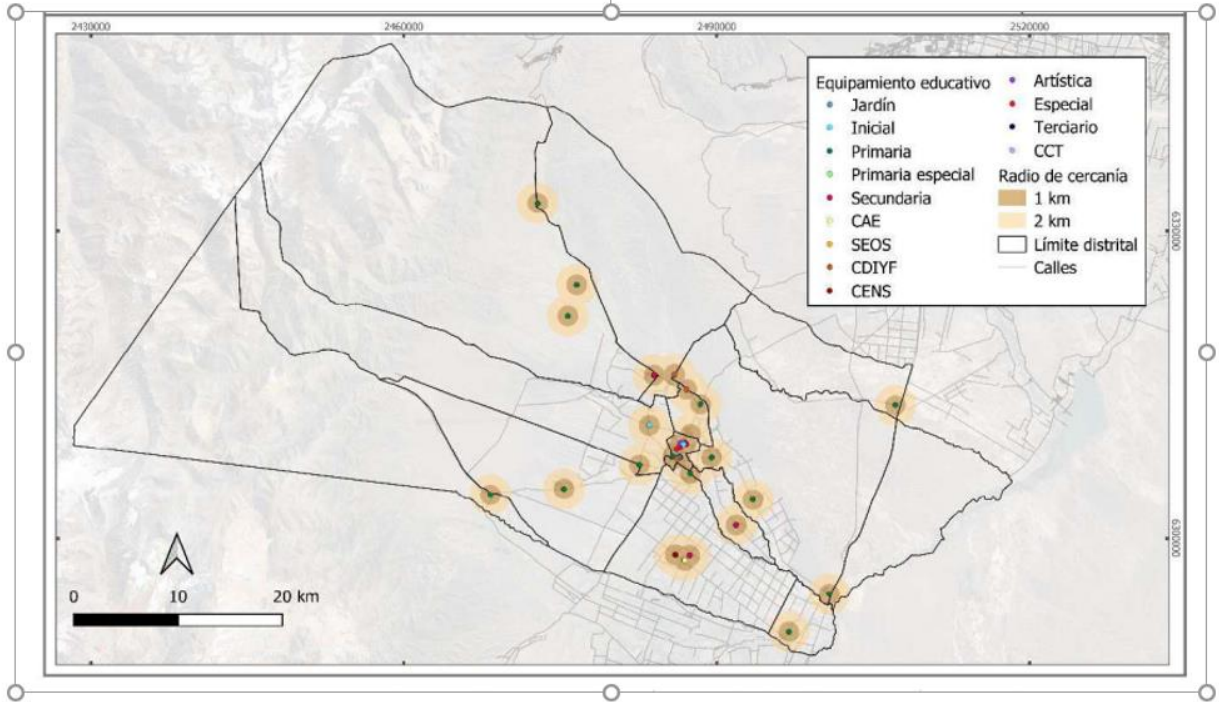 2430000
2460000
2490000
2520000
Equipamiento educativo
Jardín
Inicial
Primaria
Primaria especial
Secundaria
CAE
SEOS
CDIYF
CENS
Artística
Especial
Terciario
CCT
Radio de cercanía
1 km
2 km
Límite distrital
Calles
6330000
6300000
0 10 20 km